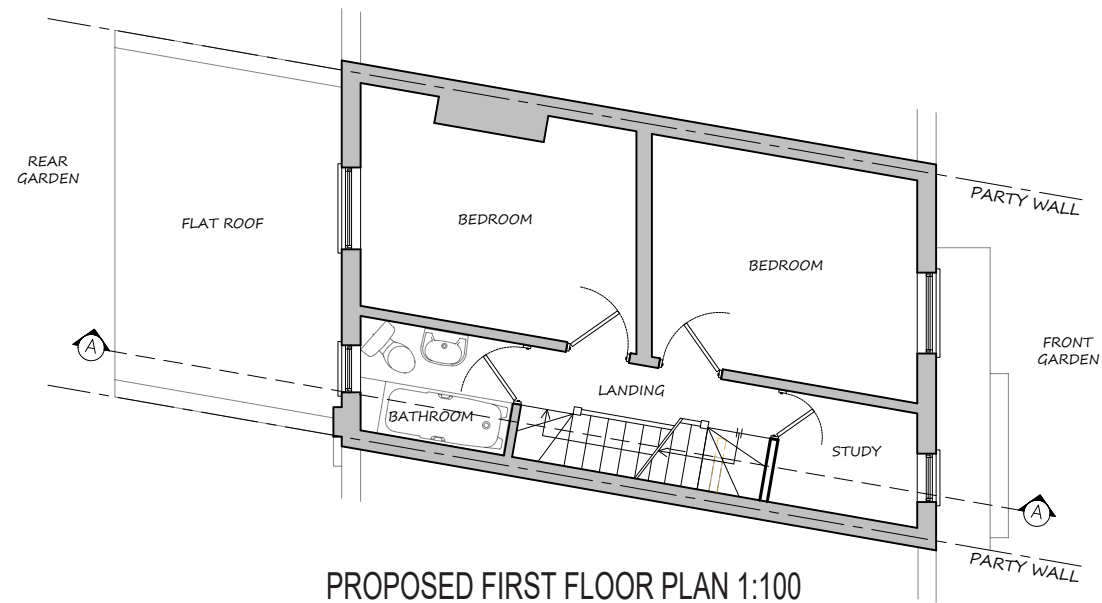 REAR
GARDEN
FLAT ROOF
BEDROOM
BEDROOM
PARTY WALL
A
BATHROOM
LANDING
STUDY
FRONT
GARDEN
A
PARTY WALL
PROPOSED FIRST FLOOR PLAN 1:100